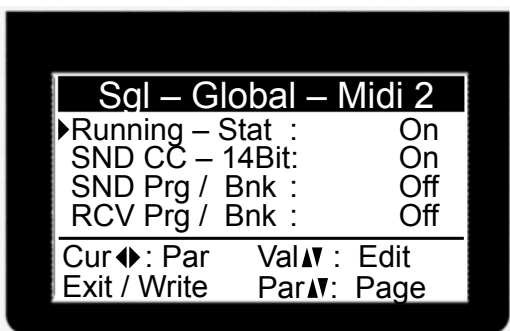 Sgl – Global – Midi 2
Running – Stat : On
SND CC – 14Bit: On
SND Prg / Bnk : Off
RCV Prg / Bnk : Off
Cur◆: Par Val▲▼ : Edit
Exit / Write Par▲▼: Page